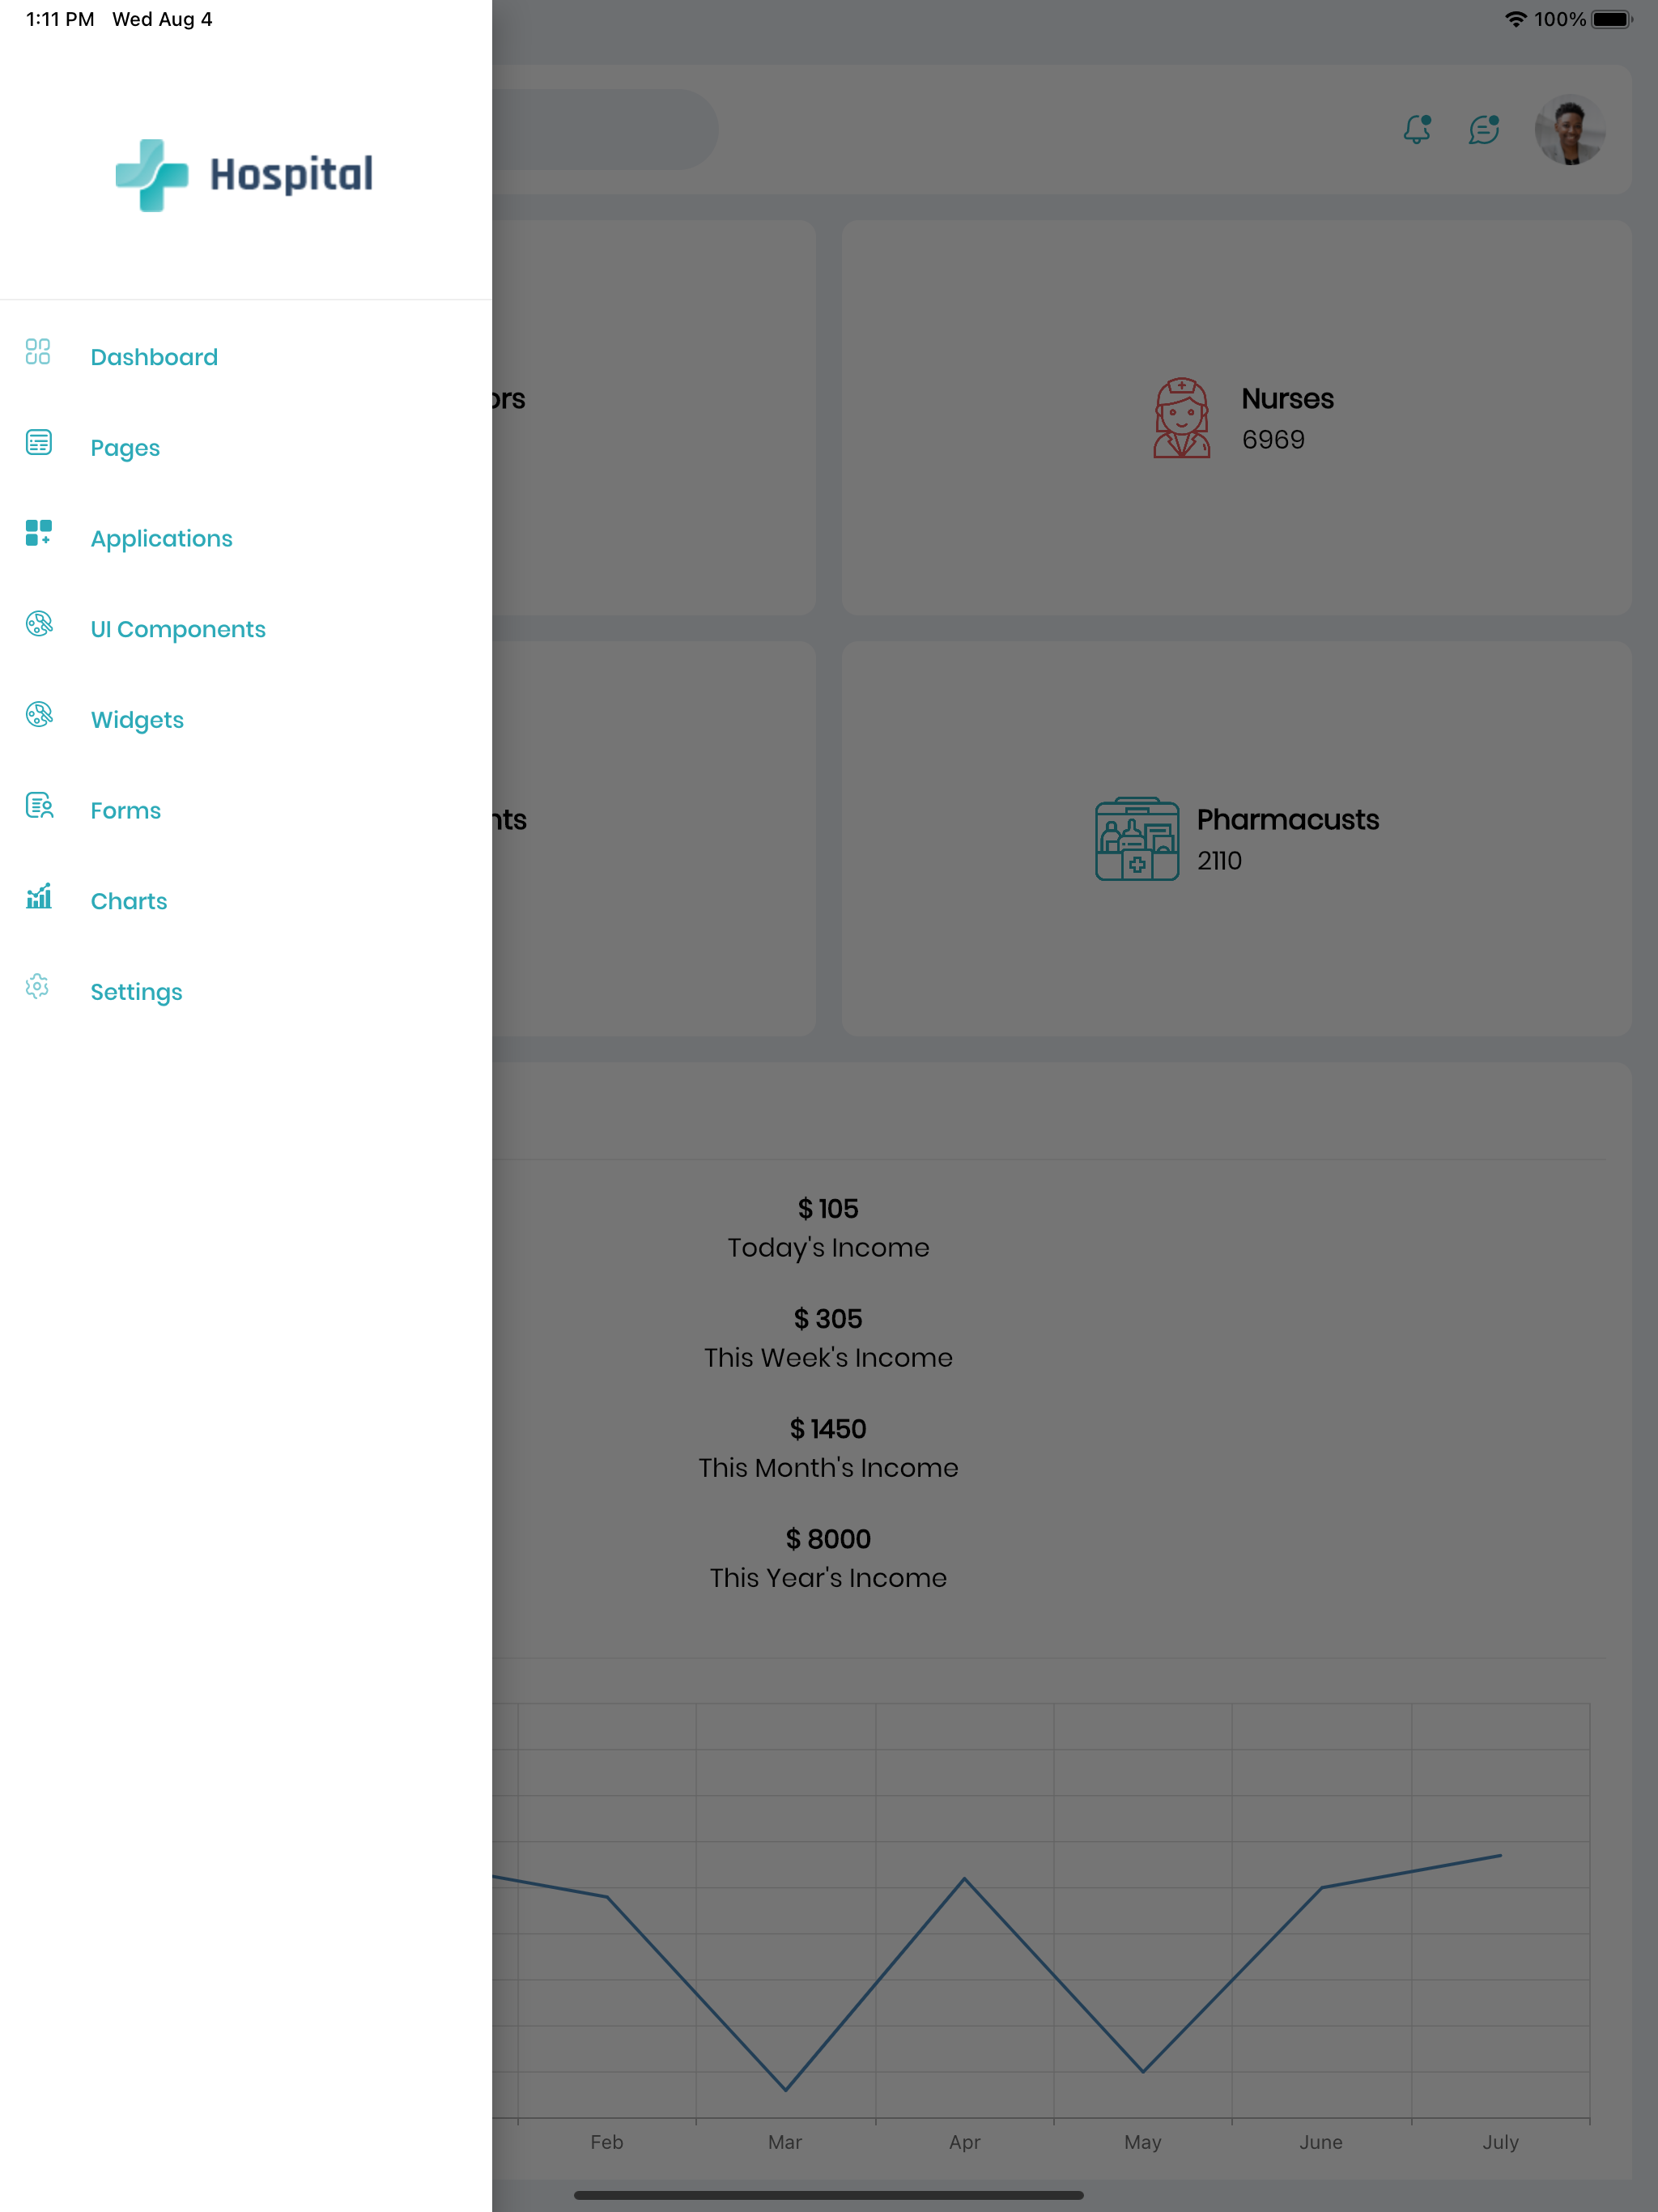 1:11 PM Wed Aug 4
100%
Hospital
Dashboard
Pages
Applications
UI Components
Widgets
Forms
Charts
Settings
Nurses
6969
Pharmacusts
2110
$ 105
Today's Income
$ 305
This Week's Income
$ 1450
This Month's Income
$ 8000
This Year's Income
Feb Mar Apr May June July